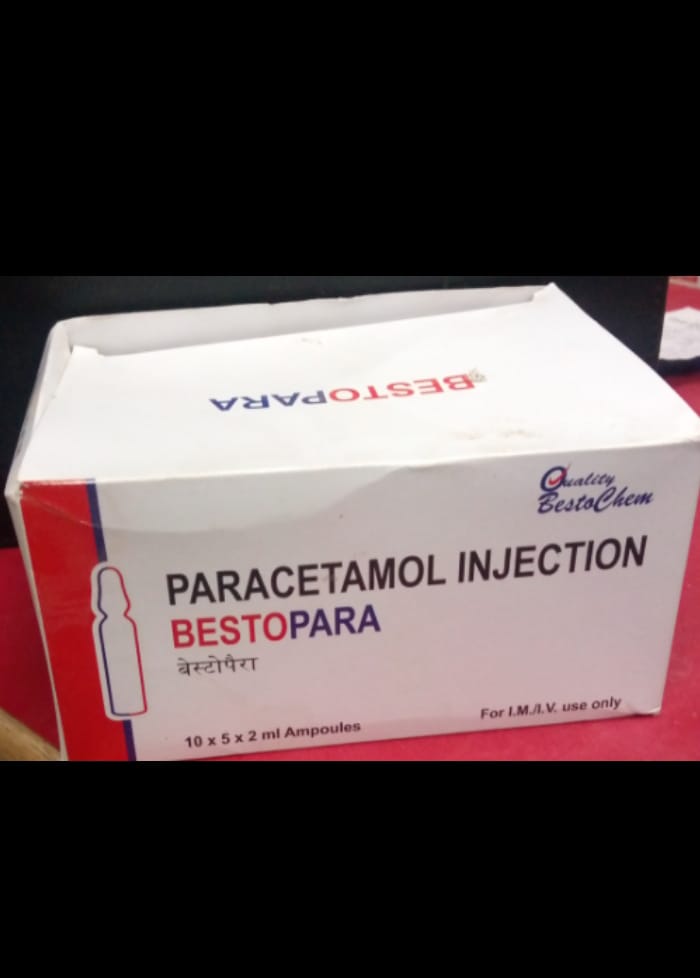 BESTOPARA
Quality
BestoChem
PARACETAMOL INJECTION
BESTOPARA
बेस्टोपैरा
10 x 5 x 2 ml Ampoules
For I.M./I.V. use only